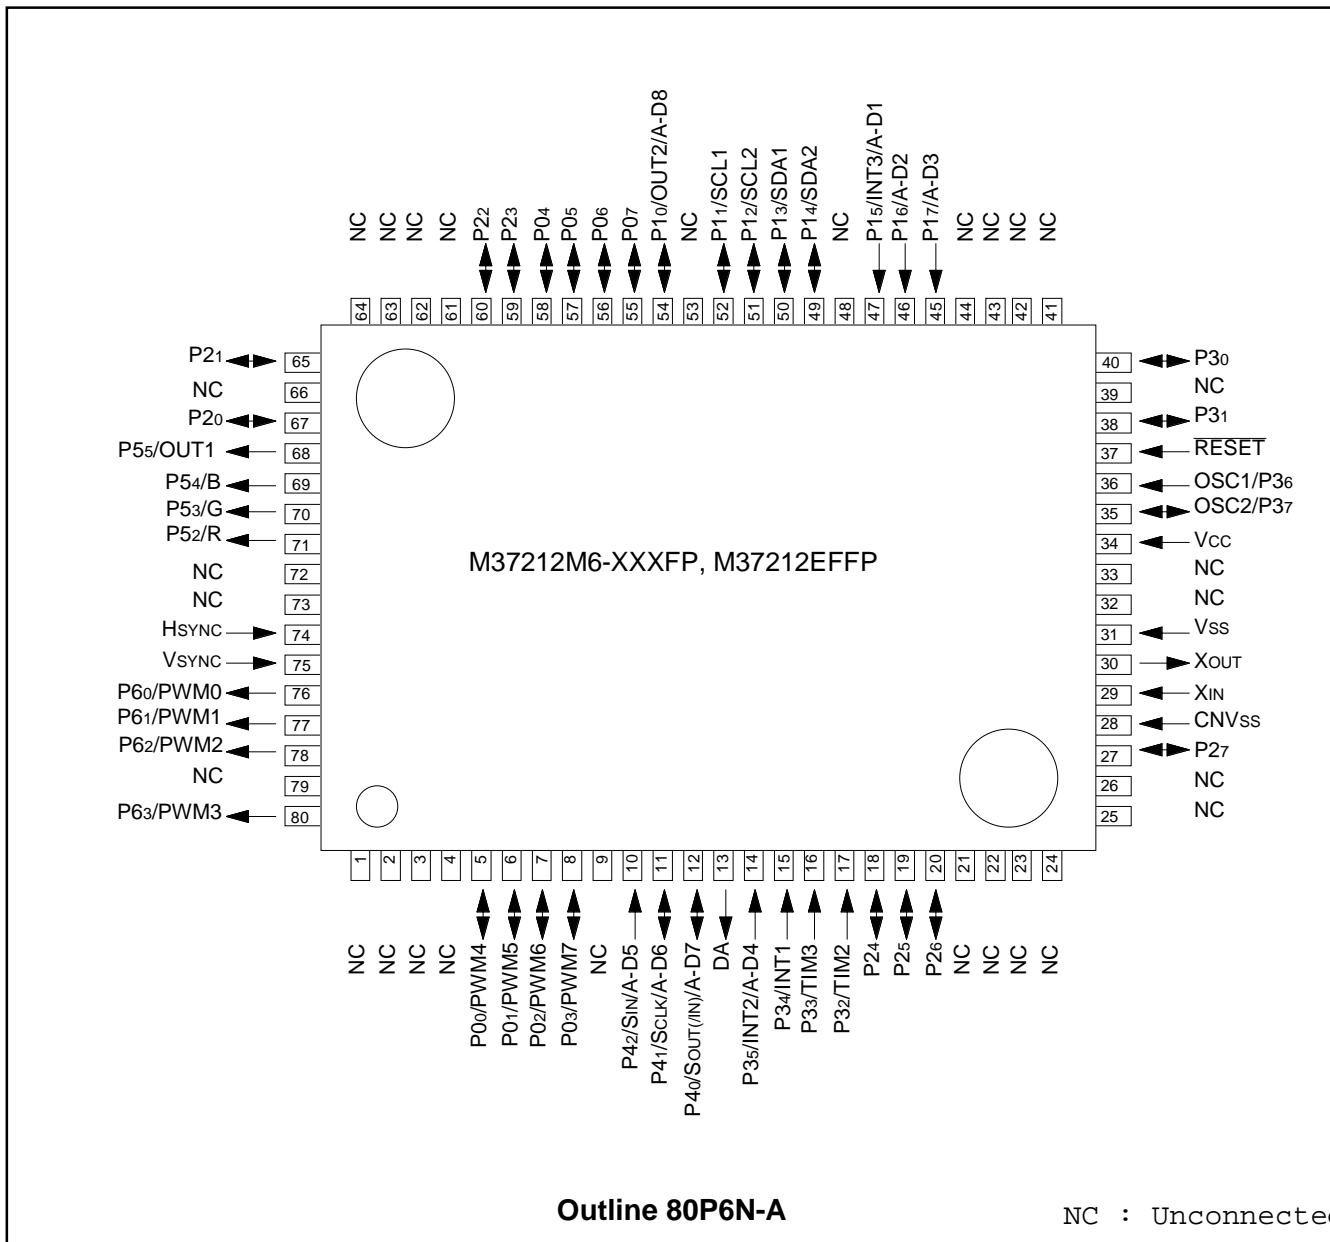 NC
NC
NC
NC
P22
P23
P04
P05
P06
P07
P10/OUT2/A-D8
NC
P11/SCL1
P12/SCL2
P13/SDA1
P14/SDA2
NC
P15/INT3/A-D1
P16/A-D2
P17/A-D3
NC
NC
NC
NC
64
63
62
61
60
59
58
57
56
55
54
53
52
51
50
49
48
47
46
45
44
43
42
41
P21 65
NC 66
P20 67
P55/OUT1 68
P54/B 69
P53/G 70
P52/R 71
NC 72
NC 73
HSYNC 74
VSYNC 75
P60/PWM0 76
P61/PWM1 77
P62/PWM2 78
NC 79
P63/PWM3 80
M37212M6-XXXFP, M37212EFFP
40 P30
39 NC
38 P31
37 RESET
36 OSC1/P36
35 OSC2/P37
34 VCC
33 NC
32 NC
31 VSS
30 XOUT
29 XIN
28 CNVSS
27 P27
26 NC
25 NC
1
2
3
4
5
6
7
8
9
10
11
12
13
14
15
16
17
18
19
20
21
22
23
24
NC
NC
NC
NC
P00/PWM4
P01/PWM5
P02/PWM6
P03/PWM7
NC
P42/SIN/A-D5
P41/SCLK/A-D6
P40/SOUT(/IN)/A-D7
DA
P35/INT2/A-D4
P34/INT1
P33/TIM3
P32/TIM2
P24
P25
P26
NC
NC
NC
NC
Outline 80P6N-A
NC : Unconnected